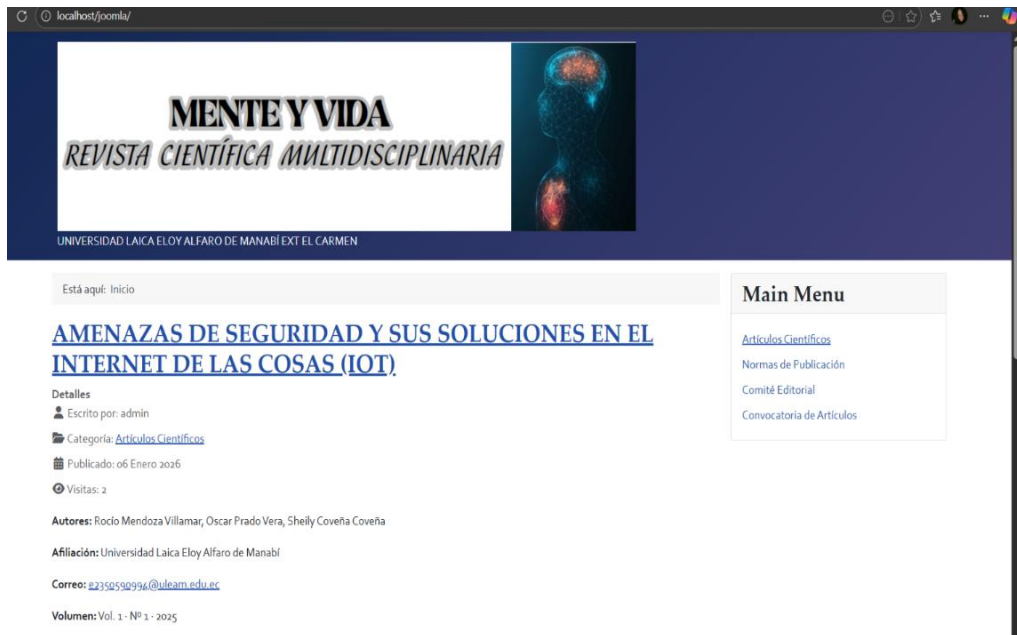 localhost/joomla/
MENTE Y VIDA
REVISTA CIENTÍFICA MULTIDISCIPLINARIA
UNIVERSIDAD LAICA ELOY ALFARO DE MANABÍ EXT EL CARMEN
Está aquí: Inicio
AMENAZAS DE SEGURIDAD Y SUS SOLUCIONES EN EL
INTERNET DE LAS COSAS (IOT)
Detalles
Escrito por: admin
Categoría: Artículos Científicos
Publicado: 06 Enero 2026
Visitas: 2
Autores: Rocío Mendoza Villamar, Oscar Prado Vera, Sheily Coveña Coveña
Afiliación: Universidad Laica Eloy Alfaro de Manabí
Correo: e2350590994@uleam.edu.ec
Volumen: Vol. 1 - Nº 1 - 2025
Main Menu
Artículos Científicos
Normas de Publicación
Comité Editorial
Convocatoria de Artículos